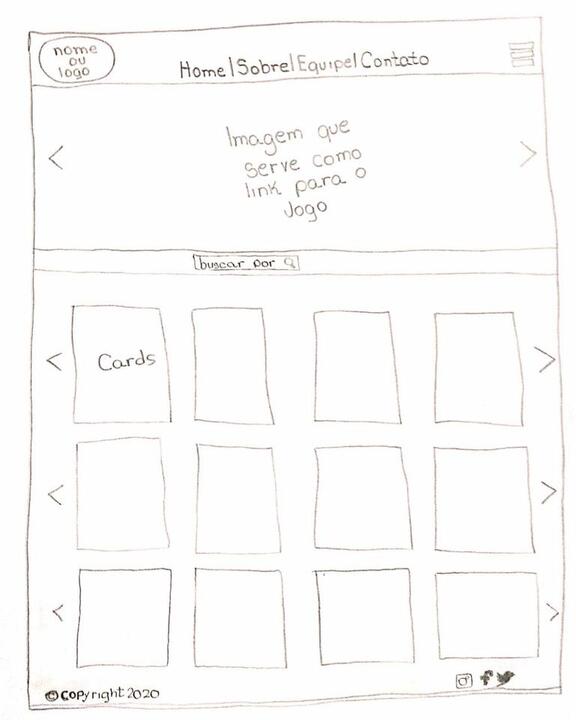 nome
ou
logo
Home|Sobre|Equipe|Contato
Imagem que
serve como
link para o
Jogo
buscar por
Cards
©COPyright 2020